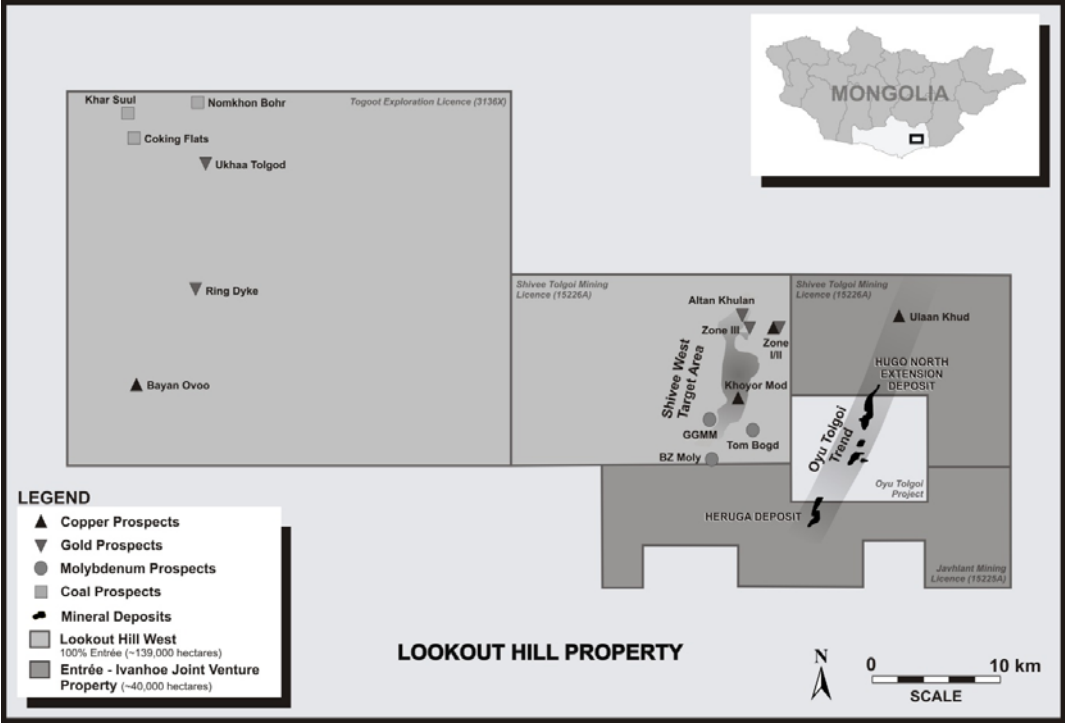 MONGOLIA
Khar Suul
Nomkhon Bohr
Togoot Exploration Licence (3136X)
Coking Flats
Ukhaa Tolgod
Ring Dyke
Bayan Ovoo
Shivee Tolgoi Mining
Licence (15226A)
Altan Khulan
Zone III
Zone
I/II
Shivee West
Target Area
Khoyor Mod
GGMM
Tom Bogd
BZ Moly
Shivee Tolgoi Mining
Licence (15226A)
Ulaan Khud
HUGO NORTH
EXTENSION
DEPOSIT
Oyu Tolgoi
Trend
Oyu Tolgoi
Project
HERUGA DEPOSIT
Javhlant Mining
Licence (15225A)
LEGEND
Copper Prospects
Gold Prospects
Molybdenum Prospects
Coal Prospects
Mineral Deposits
Lookout Hill West
100% Entrée (~139,000 hectares)
Entrée - Ivanhoe Joint Venture
Property (~40,000 hectares)
LOOKOUT HILL PROPERTY
N
0 10 km
SCALE